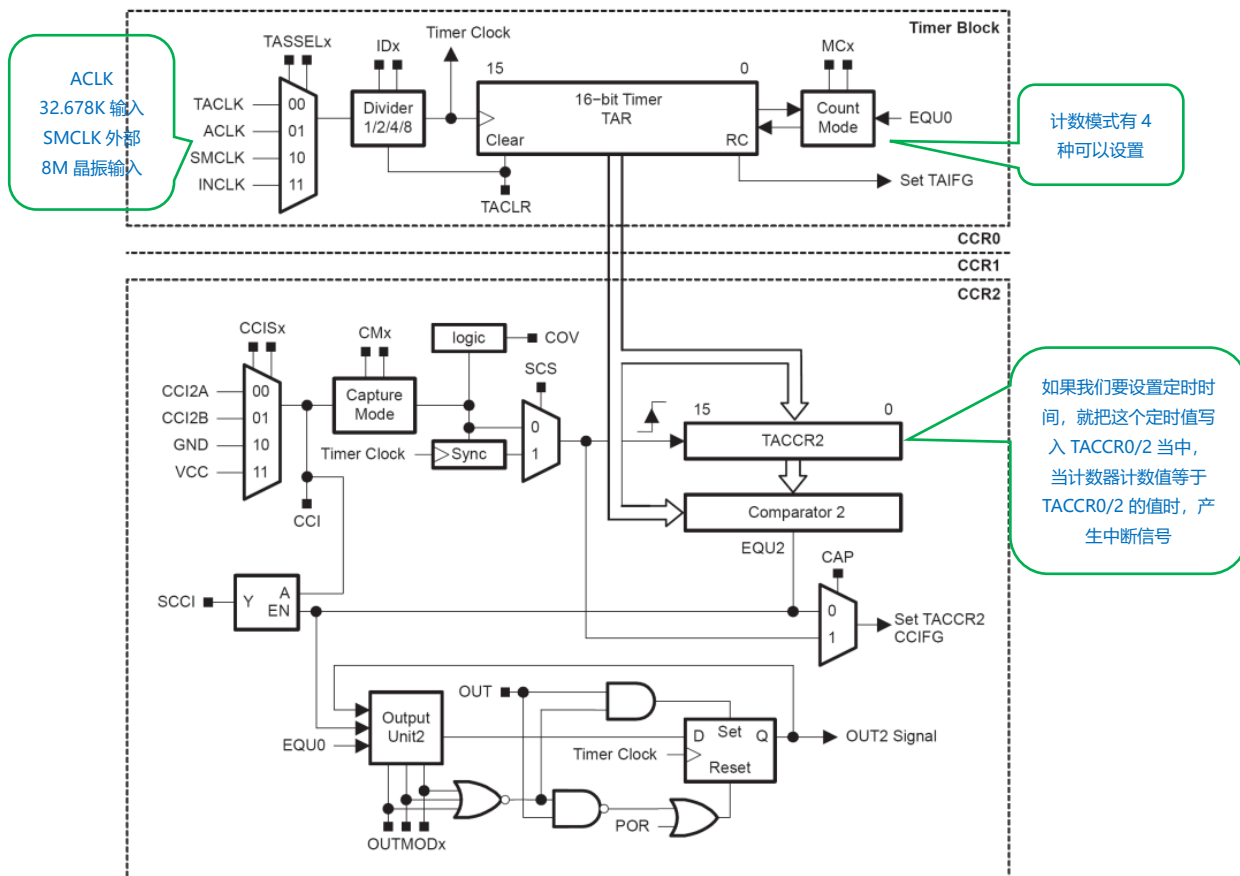 Timer Block
ACLK
32.678K 输入
SMCLK 外部
8M 晶振输入
TASSELx
IDx
Timer Clock
15
0
MCx
TACLK
ACLK
SMCLK
INCLK
00
01
10
11
Divider
1/2/4/8
16−bit Timer
TAR
Clear
RC
Count
Mode
EQU0
Set TAIFG
TACLR
计数模式有 4
种可以设置
CCR0
CCR1
CCR2
CCISx
CMx
logic
COV
SCS
CCI2A
CCI2B
GND
VCC
00
01
10
11
Capture
Mode
Timer Clock
Sync
0
1
15
0
TACCR2
Comparator 2
CCI
EQU2
CAP
如果我们要设置定时时
间，就把这个定时值写
入 TACCR0/2 当中，
当计数器计数值等于
TACCR0/2 的值时，产
生中断信号
SCCI
Y
A
EN
0
1
Set TACCR2
CCIFG
OUT
Output
Unit2
EQU0
Timer Clock
D
Set
Q
Reset
OUT2 Signal
POR
OUTMODx